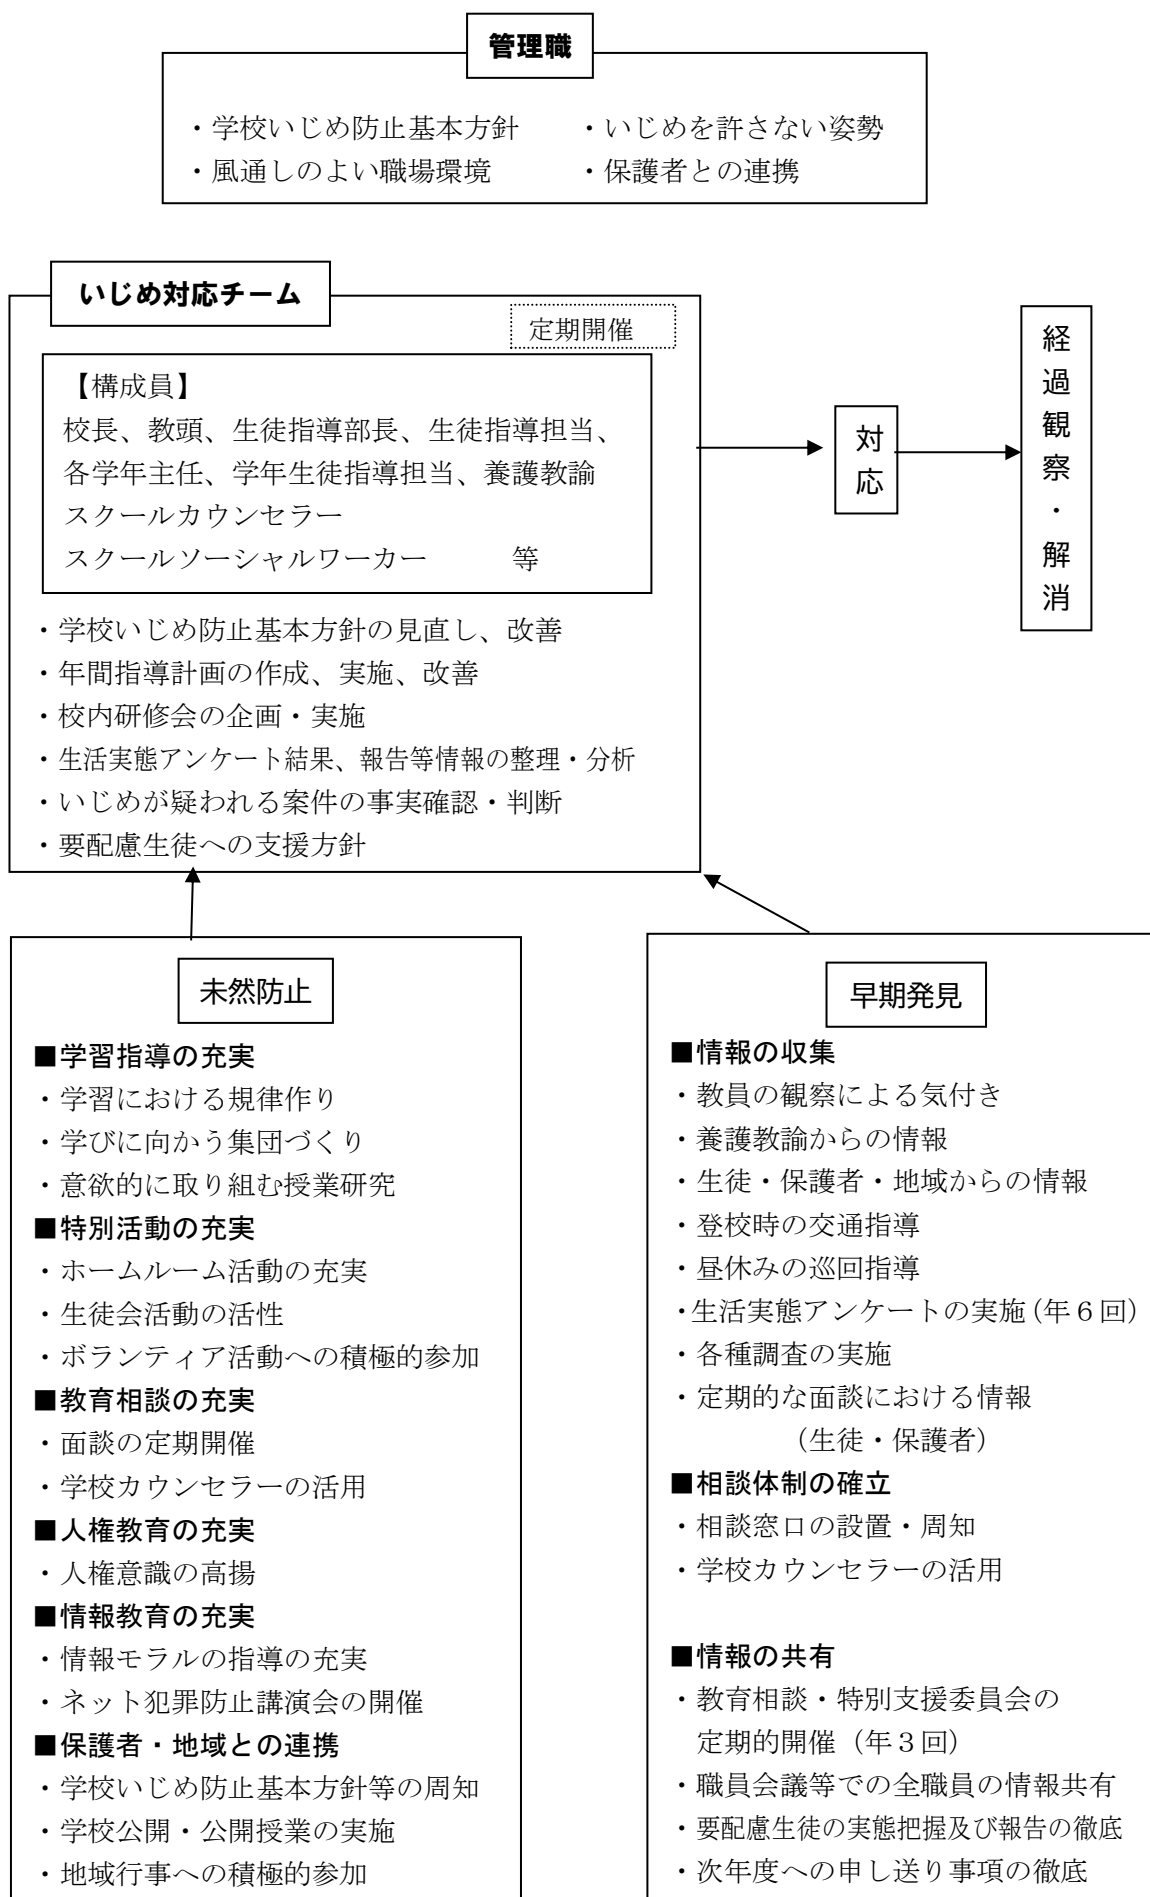 管理職
・学校いじめ防止基本方針　　・いじめを許さない姿勢
・風通しのよい職場環境　　　・保護者との連携
いじめ対応チーム
定期開催
【構成員】
校長、教頭、生徒指導部長、生徒指導担当、
各学年主任、学年生徒指導担当、養護教諭
スクールカウンセラー
スクールソーシャルワーカー　　　等
・学校いじめ防止基本方針の見直し、改善
・年間指導計画の作成、実施、改善
・校内研修会の企画・実施
・生活実態アンケート結果、報告等情報の整理・分析
・いじめが疑われる案件の事実確認・判断
・要配慮生徒への支援方針
対応
経過観察・解消
未然防止
■学習指導の充実
・学習における規律作り
・学びに向かう集団づくり
・意欲的に取り組む授業研究
■特別活動の充実
・ホームルーム活動の充実
・生徒会活動の活性
・ボランティア活動への積極的参加
■教育相談の充実
・面談の定期開催
・学校カウンセラーの活用
■人権教育の充実
・人権意識の高揚
■情報教育の充実
・情報モラルの指導の充実
・ネット犯罪防止講演会の開催
■保護者・地域との連携
・学校いじめ防止基本方針等の周知
・学校公開・公開授業の実施
・地域行事への積極的参加
早期発見
■情報の収集
・教員の観察による気付き
・養護教諭からの情報
・生徒・保護者・地域からの情報
・登校時の交通指導
・昼休みの巡回指導
・生活実態アンケートの実施（年６回）
・各種調査の実施
・定期的な面談における情報
（生徒・保護者）
■相談体制の確立
・相談窓口の設置・周知
・学校カウンセラーの活用
■情報の共有
・教育相談・特別支援委員会の
定期的開催（年３回）
・職員会議等での全職員の情報共有
・要配慮生徒の実態把握及び報告の徹底
・次年度への申し送り事項の徹底